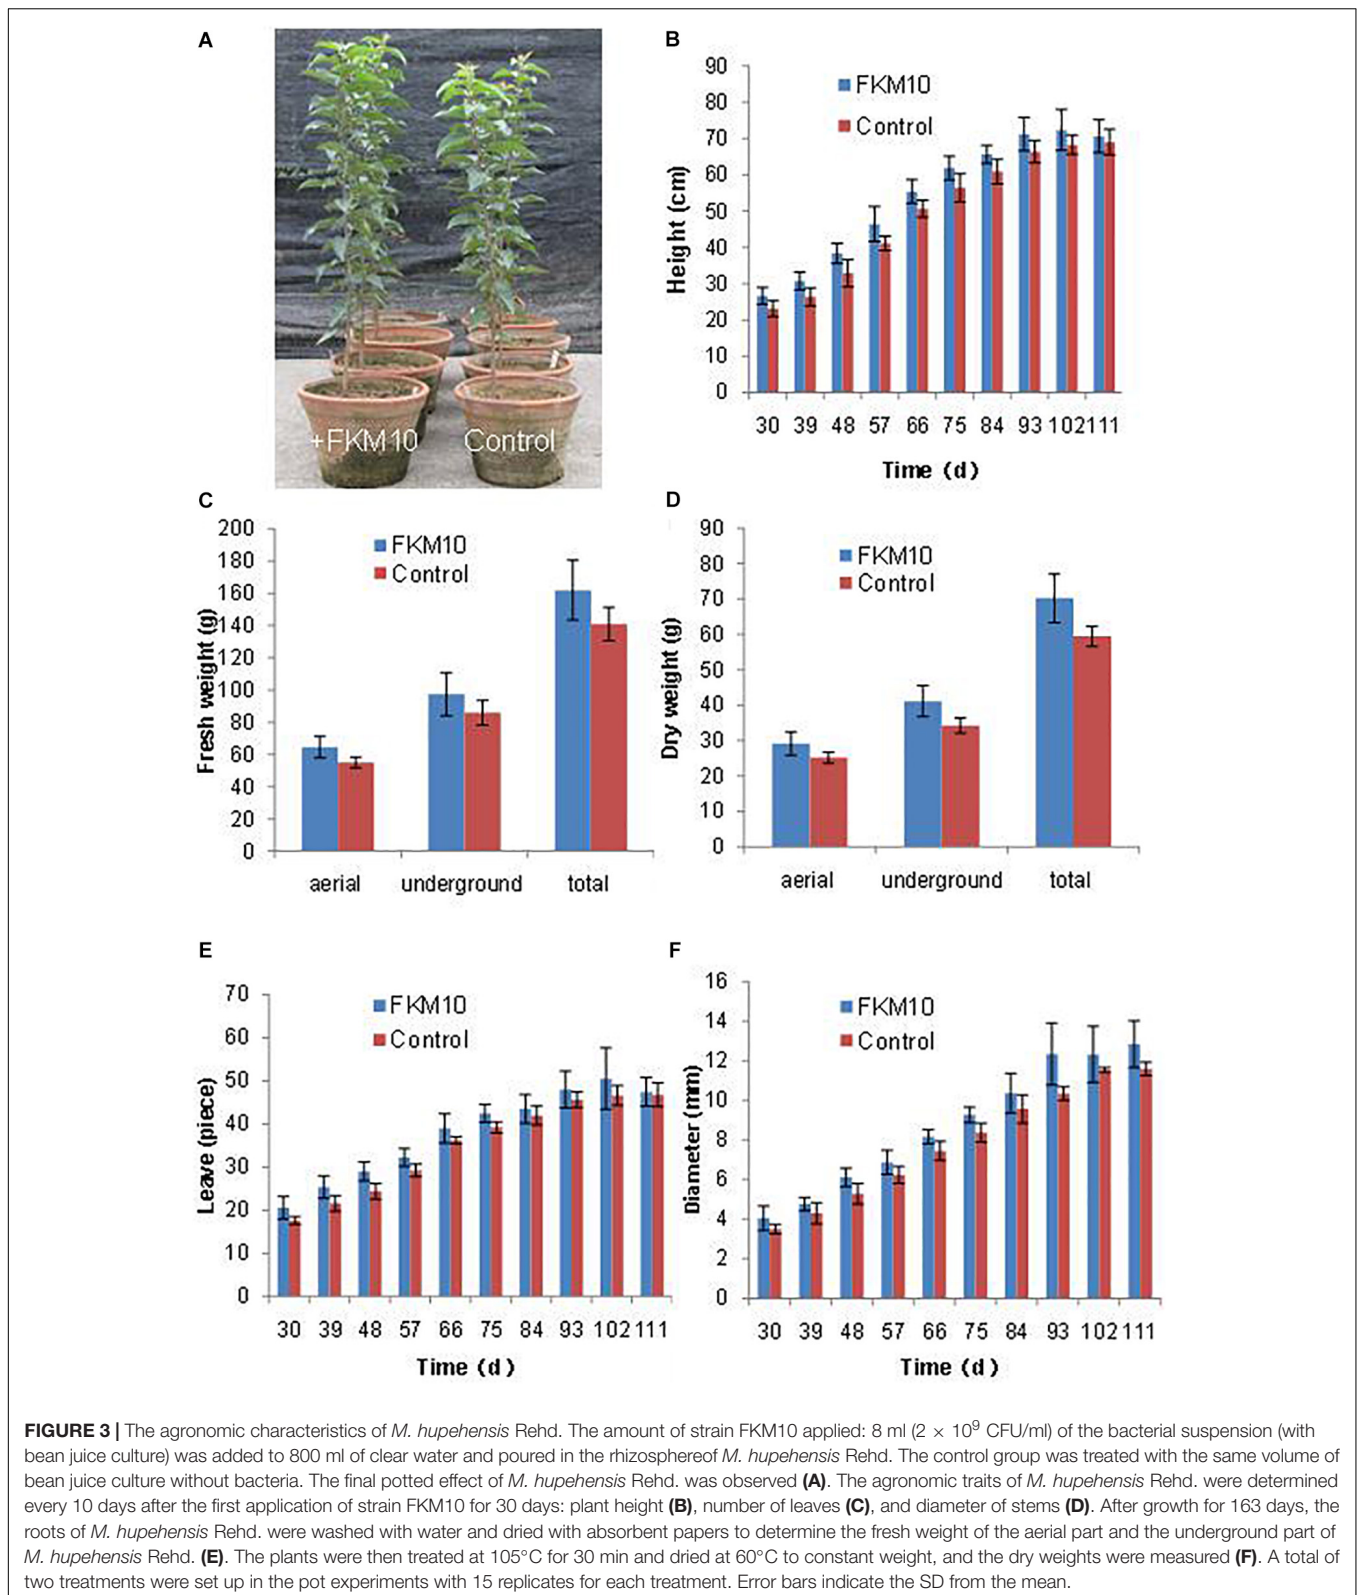 A
+FKM10
Control
B
FKM10
Control
Height (cm)
90
80
70
60
50
40
30
20
10
0
30 39 48 57 66 75 84 93 102 111
Time (d)
C
FKM10
Control
Fresh weight (g)
200
180
160
140
120
100
80
60
40
20
0
aerial underground total
D
FKM10
Control
Dry weight (g)
90
80
70
60
50
40
30
20
10
0
aerial underground total
E
FKM10
Control
Leave (piece)
70
60
50
40
30
20
10
0
30 39 48 57 66 75 84 93 102 111
Time (d)
F
FKM10
Control
Diameter (mm)
16
14
12
10
8
6
4
2
0
30 39 48 57 66 75 84 93 102 111
Time (d)
FIGURE 3 | The agronomic characteristics of M. hupehensis Rehd. The amount of strain FKM10 applied: 8 ml (2 × 10⁹ CFU/ml) of the bacterial suspension (with
bean juice culture) was added to 800 ml of clear water and poured in the rhizosphereof M. hupehensis Rehd. The control group was treated with the same volume of
bean juice culture without bacteria. The final potted effect of M. hupehensis Rehd. was observed (A). The agronomic traits of M. hupehensis Rehd. were determined
every 10 days after the first application of strain FKM10 for 30 days: plant height (B), number of leaves (C), and diameter of stems (D). After growth for 163 days, the
roots of M. hupehensis Rehd. were washed with water and dried with absorbent papers to determine the fresh weight of the aerial part and the underground part of
M. hupehensis Rehd. (E). The plants were then treated at 105°C for 30 min and dried at 60°C to constant weight, and the dry weights were measured (F). A total of
two treatments were set up in the pot experiments with 15 replicates for each treatment. Error bars indicate the SD from the mean.